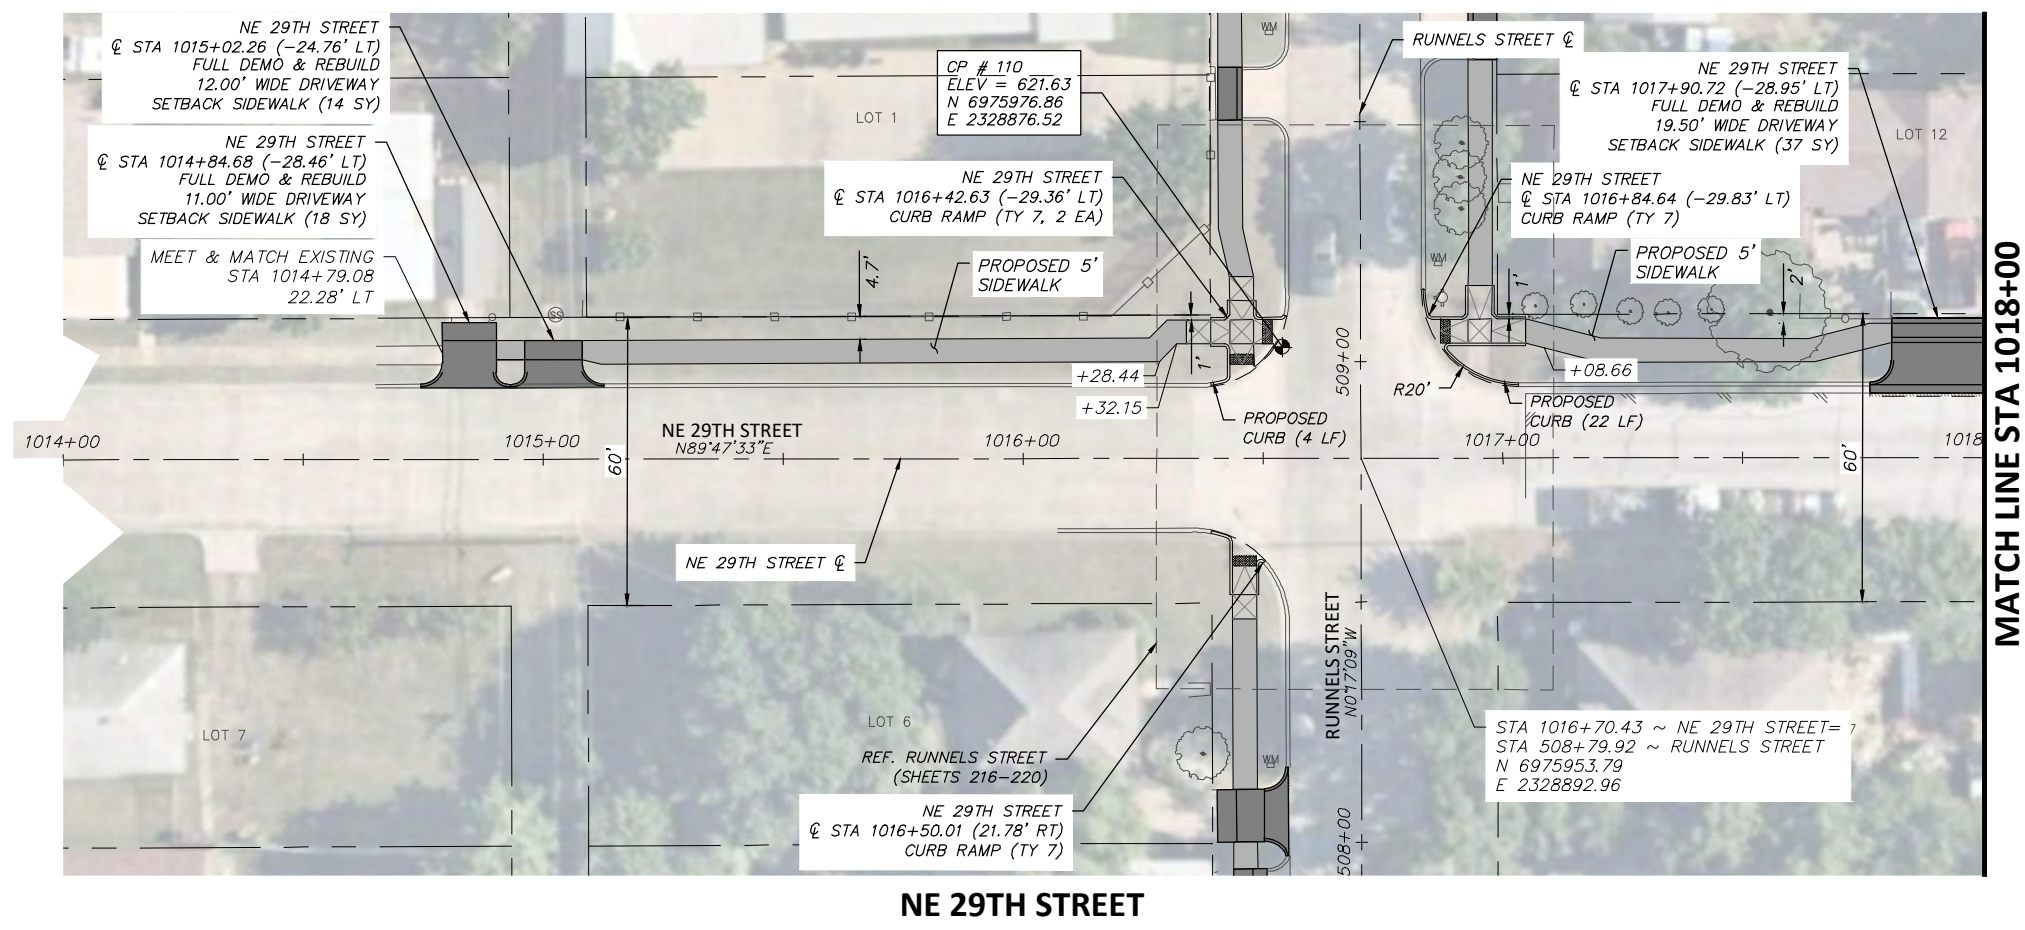 NE 29TH STREET
℄ STA 1015+02.26 (-24.76' LT)
FULL DEMO & REBUILD
12.00' WIDE DRIVEWAY
SETBACK SIDEWALK (14 SY)
NE 29TH STREET
℄ STA 1014+84.68 (-28.46' LT)
FULL DEMO & REBUILD
11.00' WIDE DRIVEWAY
SETBACK SIDEWALK (18 SY)
MEET & MATCH EXISTING
STA 1014+79.08
22.28' LT
LOT 1
CP # 110
ELEV = 621.63
N 6975976.86
E 2328876.52
NE 29TH STREET
℄ STA 1016+42.63 (-29.36' LT)
CURB RAMP (TY 7, 2 EA)
4.7'
PROPOSED 5'
SIDEWALK
SS
WM
RUNNELS STREET ℄
NE 29TH STREET
℄ STA 1017+90.72 (-28.95' LT)
FULL DEMO & REBUILD
19.50' WIDE DRIVEWAY
SETBACK SIDEWALK (37 SY)
LOT 12
NE 29TH STREET
℄ STA 1016+84.64 (-29.83' LT)
CURB RAMP (TY 7)
WM
PROPOSED 5'
SIDEWALK
1'
2'
1'
+28.44
+32.15
509+00
R20'
+08.66
PROPOSED
CURB (4 LF)
PROPOSED
CURB (22 LF)
1014+00
1015+00
NE 29TH STREET
N89°47'33"E
1016+00
1017+00
1018
60'
60'
NE 29TH STREET ℄
MATCH LINE STA 1018+00
RUNNELS STREET
N0°17'09"W
LOT 7
LOT 6
REF. RUNNELS STREET
(SHEETS 216-220)
WM
STA 1016+70.43 ~ NE 29TH STREET=
STA 508+79.92 ~ RUNNELS STREET
N 6975953.79
E 2328892.96
7
NE 29TH STREET
℄ STA 1016+50.01 (21.78' RT)
CURB RAMP (TY 7)
508+00
NE 29TH STREET